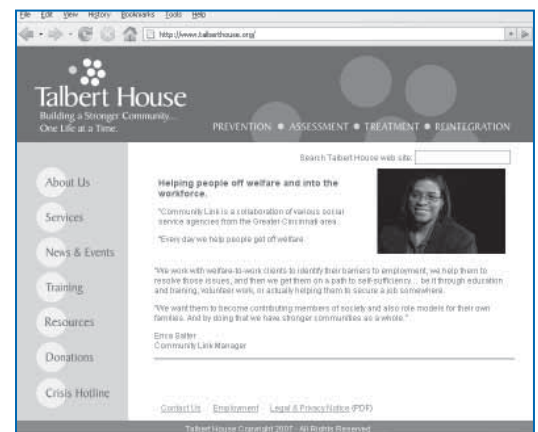 File Edit View History Bookmarks Tools Help
http://www.talberthouse.org/
Talbert House
Building a Stronger Community...
One Life at a Time.
PREVENTION ● ASSESSMENT ● TREATMENT ● REINTEGRATION
Search Talbert House web site:
About Us
Services
News & Events
Training
Resources
Donations
Crisis Hotline
Helping people off welfare and into the
workforce.
"Community Link is a collaboration of various social
service agencies from the Greater Cincinnati area.
"Every day we help people get off welfare.
"We work with welfare-to-work clients to identify their barriers to employment, we help them to
resolve those issues, and then we get them on a path to self-sufficiency... be it through education
and training, volunteer work, or actually helping them to secure a job somewhere.
"We want them to become contributing members of society and also role models for their own
families. And by doing that we have stronger communities as a whole."
Salter
Community Link Manager
Contact Us Employment Legal & Privacy Notice (PDF)
Talbert House Copyright 2007 - All Rights Reserved